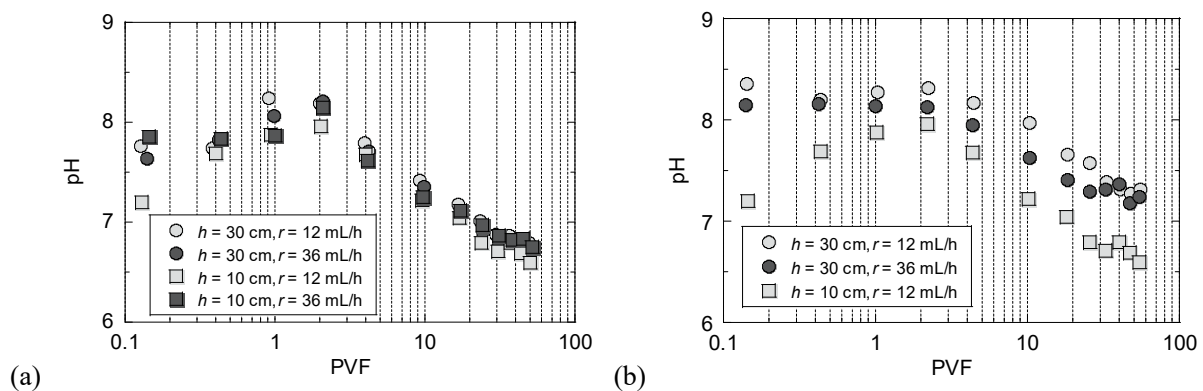 9
8
7
6
pH
h = 30 cm, r = 12 mL/h
h = 30 cm, r = 36 mL/h
h = 10 cm, r = 12 mL/h
h = 10 cm, r = 36 mL/h
0.1 1 10 100
PVF
(a)
9
8
7
6
pH
h = 30 cm, r = 12 mL/h
h = 30 cm, r = 36 mL/h
h = 10 cm, r = 12 mL/h
0.1 1 10 100
PVF
(b)